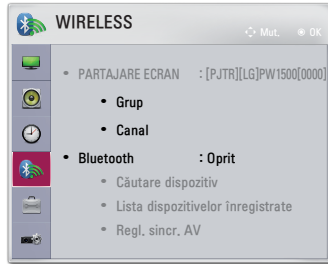 WIRELESS
Mut. OK
• PARTAJARE ECRAN : [PJTR][LG]PW1500[0000]
• Grup
• Canal
• Bluetooth : Oprit
• Căutare dispozitiv
• Lista dispozitivelor înregistrate
• Regl. sincr. AV